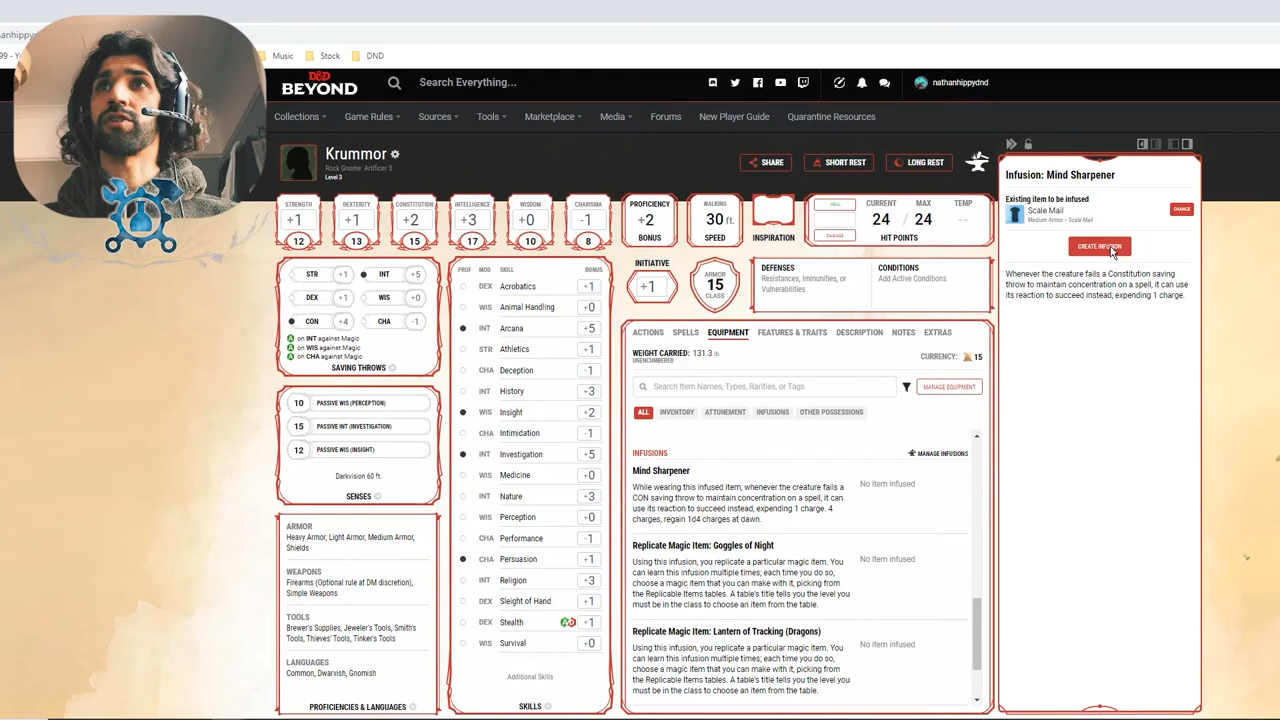 anhippy
99 - Y
Music
Stock
DND
D&D
BEYOND
Search Everything...
nathanhippydnd
Collections
Game Rules
Sources
Tools
Marketplace
Media
Forums
New Player Guide
Quarantine Resources
Krummor
Rock Gnome Artificer 3
Level 3
SHARE
SHORT REST
LONG REST
STRENGTH
+1
12
DEXTERITY
+1
13
CONSTITUTION
+2
15
INTELLIGENCE
+3
17
WISDOM
+0
10
CHARISMA
-1
8
PROFICIENCY
+2
BONUS
WALKING
30 ft.
SPEED
INSPIRATION
HEAL
DAMAGE
CURRENT
24
/
MAX
24
TEMP
--
HIT POINTS
STR +1
INT +5
DEX +1
WIS +0
CON +4
CHA -1
A on INT against Magic
A on WIS against Magic
A on CHA against Magic
SAVING THROWS
10 PASSIVE WIS (PERCEPTION)
15 PASSIVE INT (INVESTIGATION)
12 PASSIVE WIS (INSIGHT)
Darkvision 60 ft.
SENSES
ARMOR
Heavy Armor, Light Armor, Medium Armor,
Shields
WEAPONS
Firearms (Optional rule at DM discretion),
Simple Weapons
TOOLS
Brewer's Supplies, Jeweler's Tools, Smith's
Tools, Thieves' Tools, Tinker's Tools
LANGUAGES
Common, Dwarvish, Gnomish
PROFICIENCIES & LANGUAGES
PROF MOD SKILL BONUS
DEX Acrobatics +1
WIS Animal Handling +0
INT Arcana +5
STR Athletics +1
CHA Deception -1
INT History +3
WIS Insight +2
CHA Intimidation -1
INT Investigation +5
WIS Medicine +0
INT Nature +3
WIS Perception +0
CHA Performance -1
CHA Persuasion +1
INT Religion +3
DEX Sleight of Hand +1
DEX Stealth +1
WIS Survival +0
Additional Skills
SKILLS
INITIATIVE
+1
ARMOR
15
CLASS
DEFENSES
Resistances, Immunities, or
Vulnerabilities
CONDITIONS
Add Active Conditions
ACTIONS
SPELLS
EQUIPMENT
FEATURES & TRAITS
DESCRIPTION
NOTES
EXTRAS
WEIGHT CARRIED: 131.3 lb.
UNENCUMBERED
CURRENCY: 15
Search Item Names, Types, Rarities, or Tags
MANAGE EQUIPMENT
ALL
INVENTORY
ATTUNEMENT
INFUSIONS
OTHER POSSESSIONS
INFUSIONS
MANAGE INFUSIONS
Mind Sharpener
While wearing this infused item, whenever the creature fails a
CON saving throw to maintain concentration on a spell, it can
use its reaction to succeed instead, expending 1 charge. 4
charges, regain 1d4 charges at dawn.
No item infused
Replicate Magic Item: Goggles of Night
Using this infusion, you replicate a particular magic item. You
can learn this infusion multiple times; each time you do so,
choose a magic item that you can make with it, picking from
the Replicable Items tables. A table's title tells you the level you
must be in the class to choose an item from the table.
No item infused
Replicate Magic Item: Lantern of Tracking (Dragons)
Using this infusion, you replicate a particular magic item. You
can learn this infusion multiple times; each time you do so,
choose a magic item that you can make with it, picking from
the Replicable Items tables. A table's title tells you the level you
must be in the class to choose an item from the table.
No item infused
Infusion: Mind Sharpener
Existing item to be infused
Scale Mail
Medium Armor • Scale Mail
CHANGE
CREATE INFUSION
Whenever the creature fails a Constitution saving
throw to maintain concentration on a spell, it can use
its reaction to succeed instead, expending 1 charge.